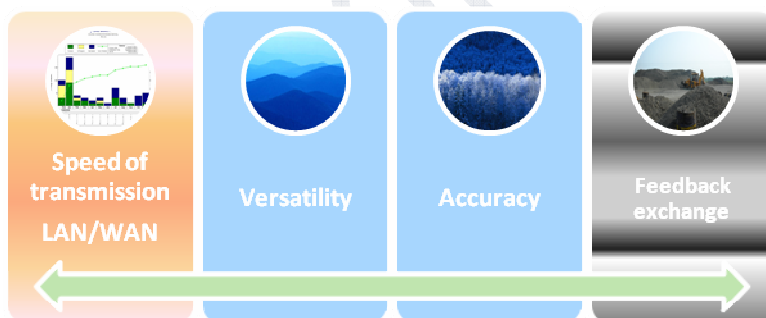 Speed of
transmission
LAN/WAN
Versatility
Accuracy
Feedback
exchange